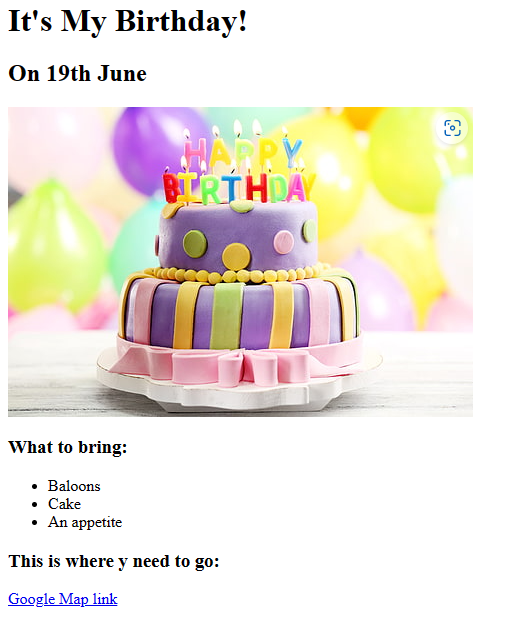 It's My Birthday!
On 19th June
HAPPY
BIRTHDAY
What to bring:
Baloons
Cake
An appetite
This is where y need to go:
Google Map link